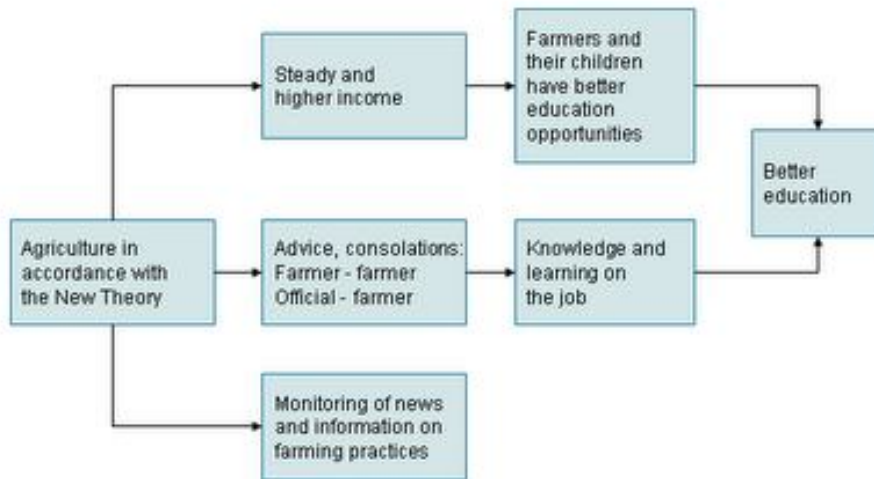 Steady and
higher income
Farmers and
their children
have better
education
opportunities
Better
education
Agriculture in
accordance with
the New Theory
Advice, consolations:
Farmer - farmer
Official - farmer
Knowledge and
learning on
the job
Monitoring of news
and information on
farming practices